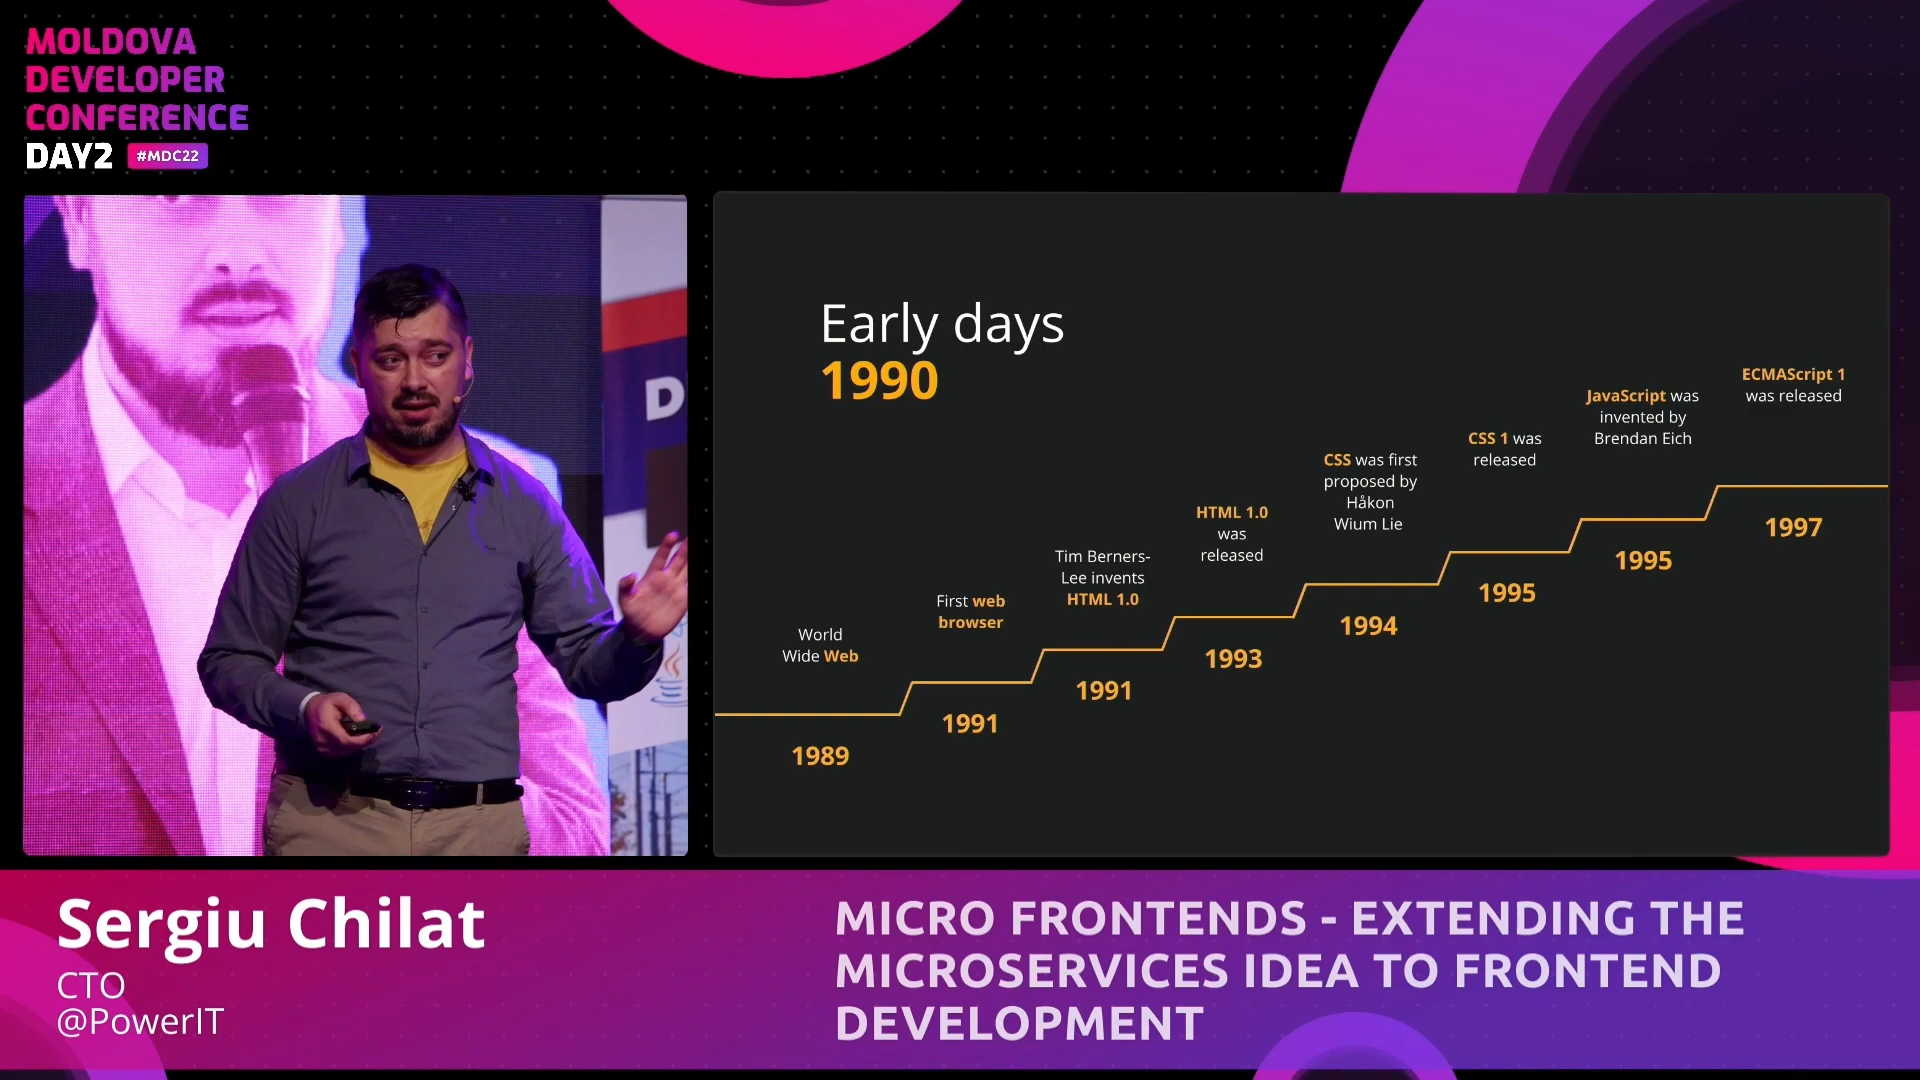 MOLDOVA
DEVELOPER
CONFERENCE
DAY2 #MDC22
D
Early days
1990
World
Wide Web
1989
First web
browser
1991
Tim Berners-
Lee invents
HTML 1.0
1991
HTML 1.0
was
released
1993
CSS was first
proposed by
Håkon
Wium Lie
1994
CSS 1 was
released
1995
JavaScript was
invented by
Brendan Eich
1995
ECMAScript 1
was released
1997
Sergiu Chilat
CTO
@PowerIT
MICRO FRONTENDS - EXTENDING THE
MICROSERVICES IDEA TO FRONTEND
DEVELOPMENT